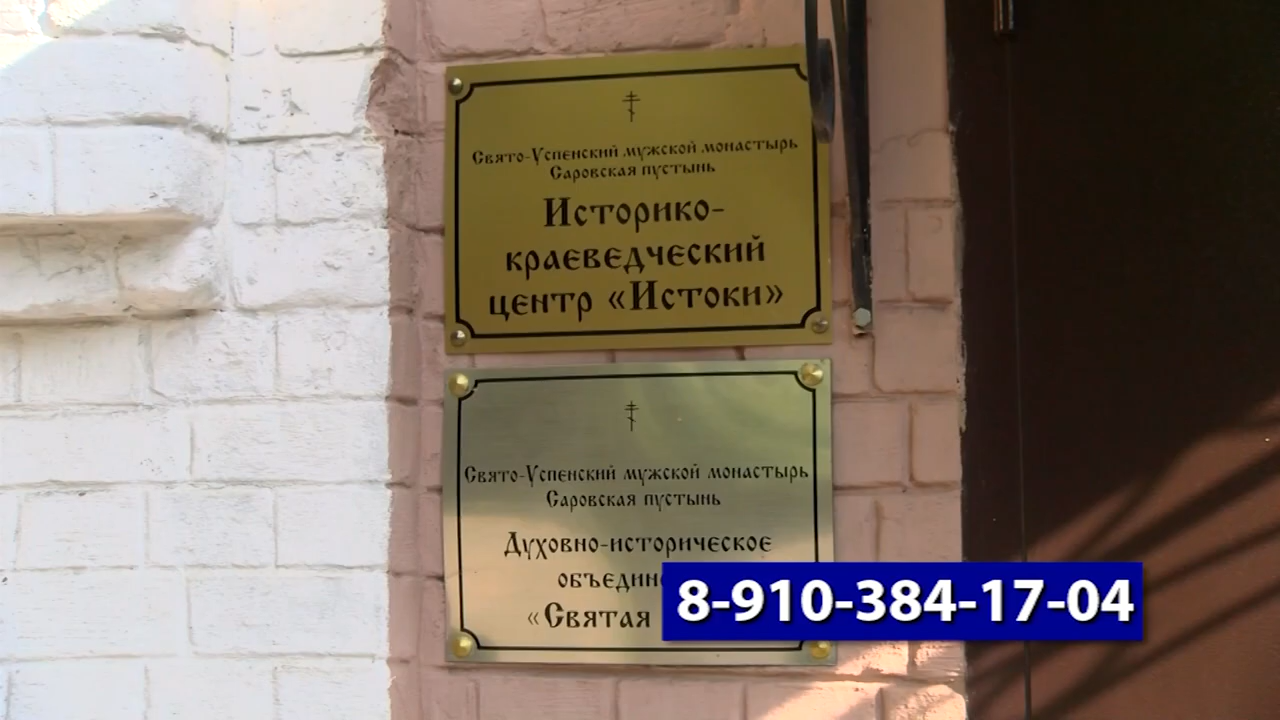 Свято-Успенский мужской монастырь
Саровская пустынь
Историко-
краеведческий
центр «Истоки»
Свято-Успенский мужской монастырь
Саровская пустынь
Духовно-историческое
«Святая
8-910-384-17-04